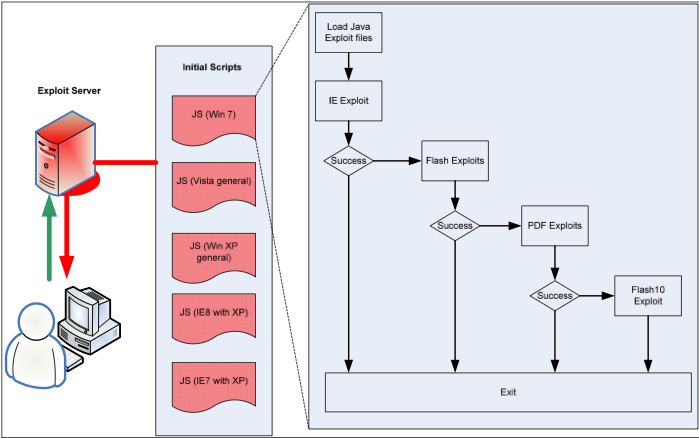 Exploit Server
Initial Scripts
JS (Win 7)
JS (Vista general)
JS (Win XP
general)
JS (IE8 with XP)
JS (IE7 with XP)
Load Java
Exploit files
IE Exploit
Success
Flash Exploits
Success
PDF Exploits
Success
Flash10
Exploit
Exit